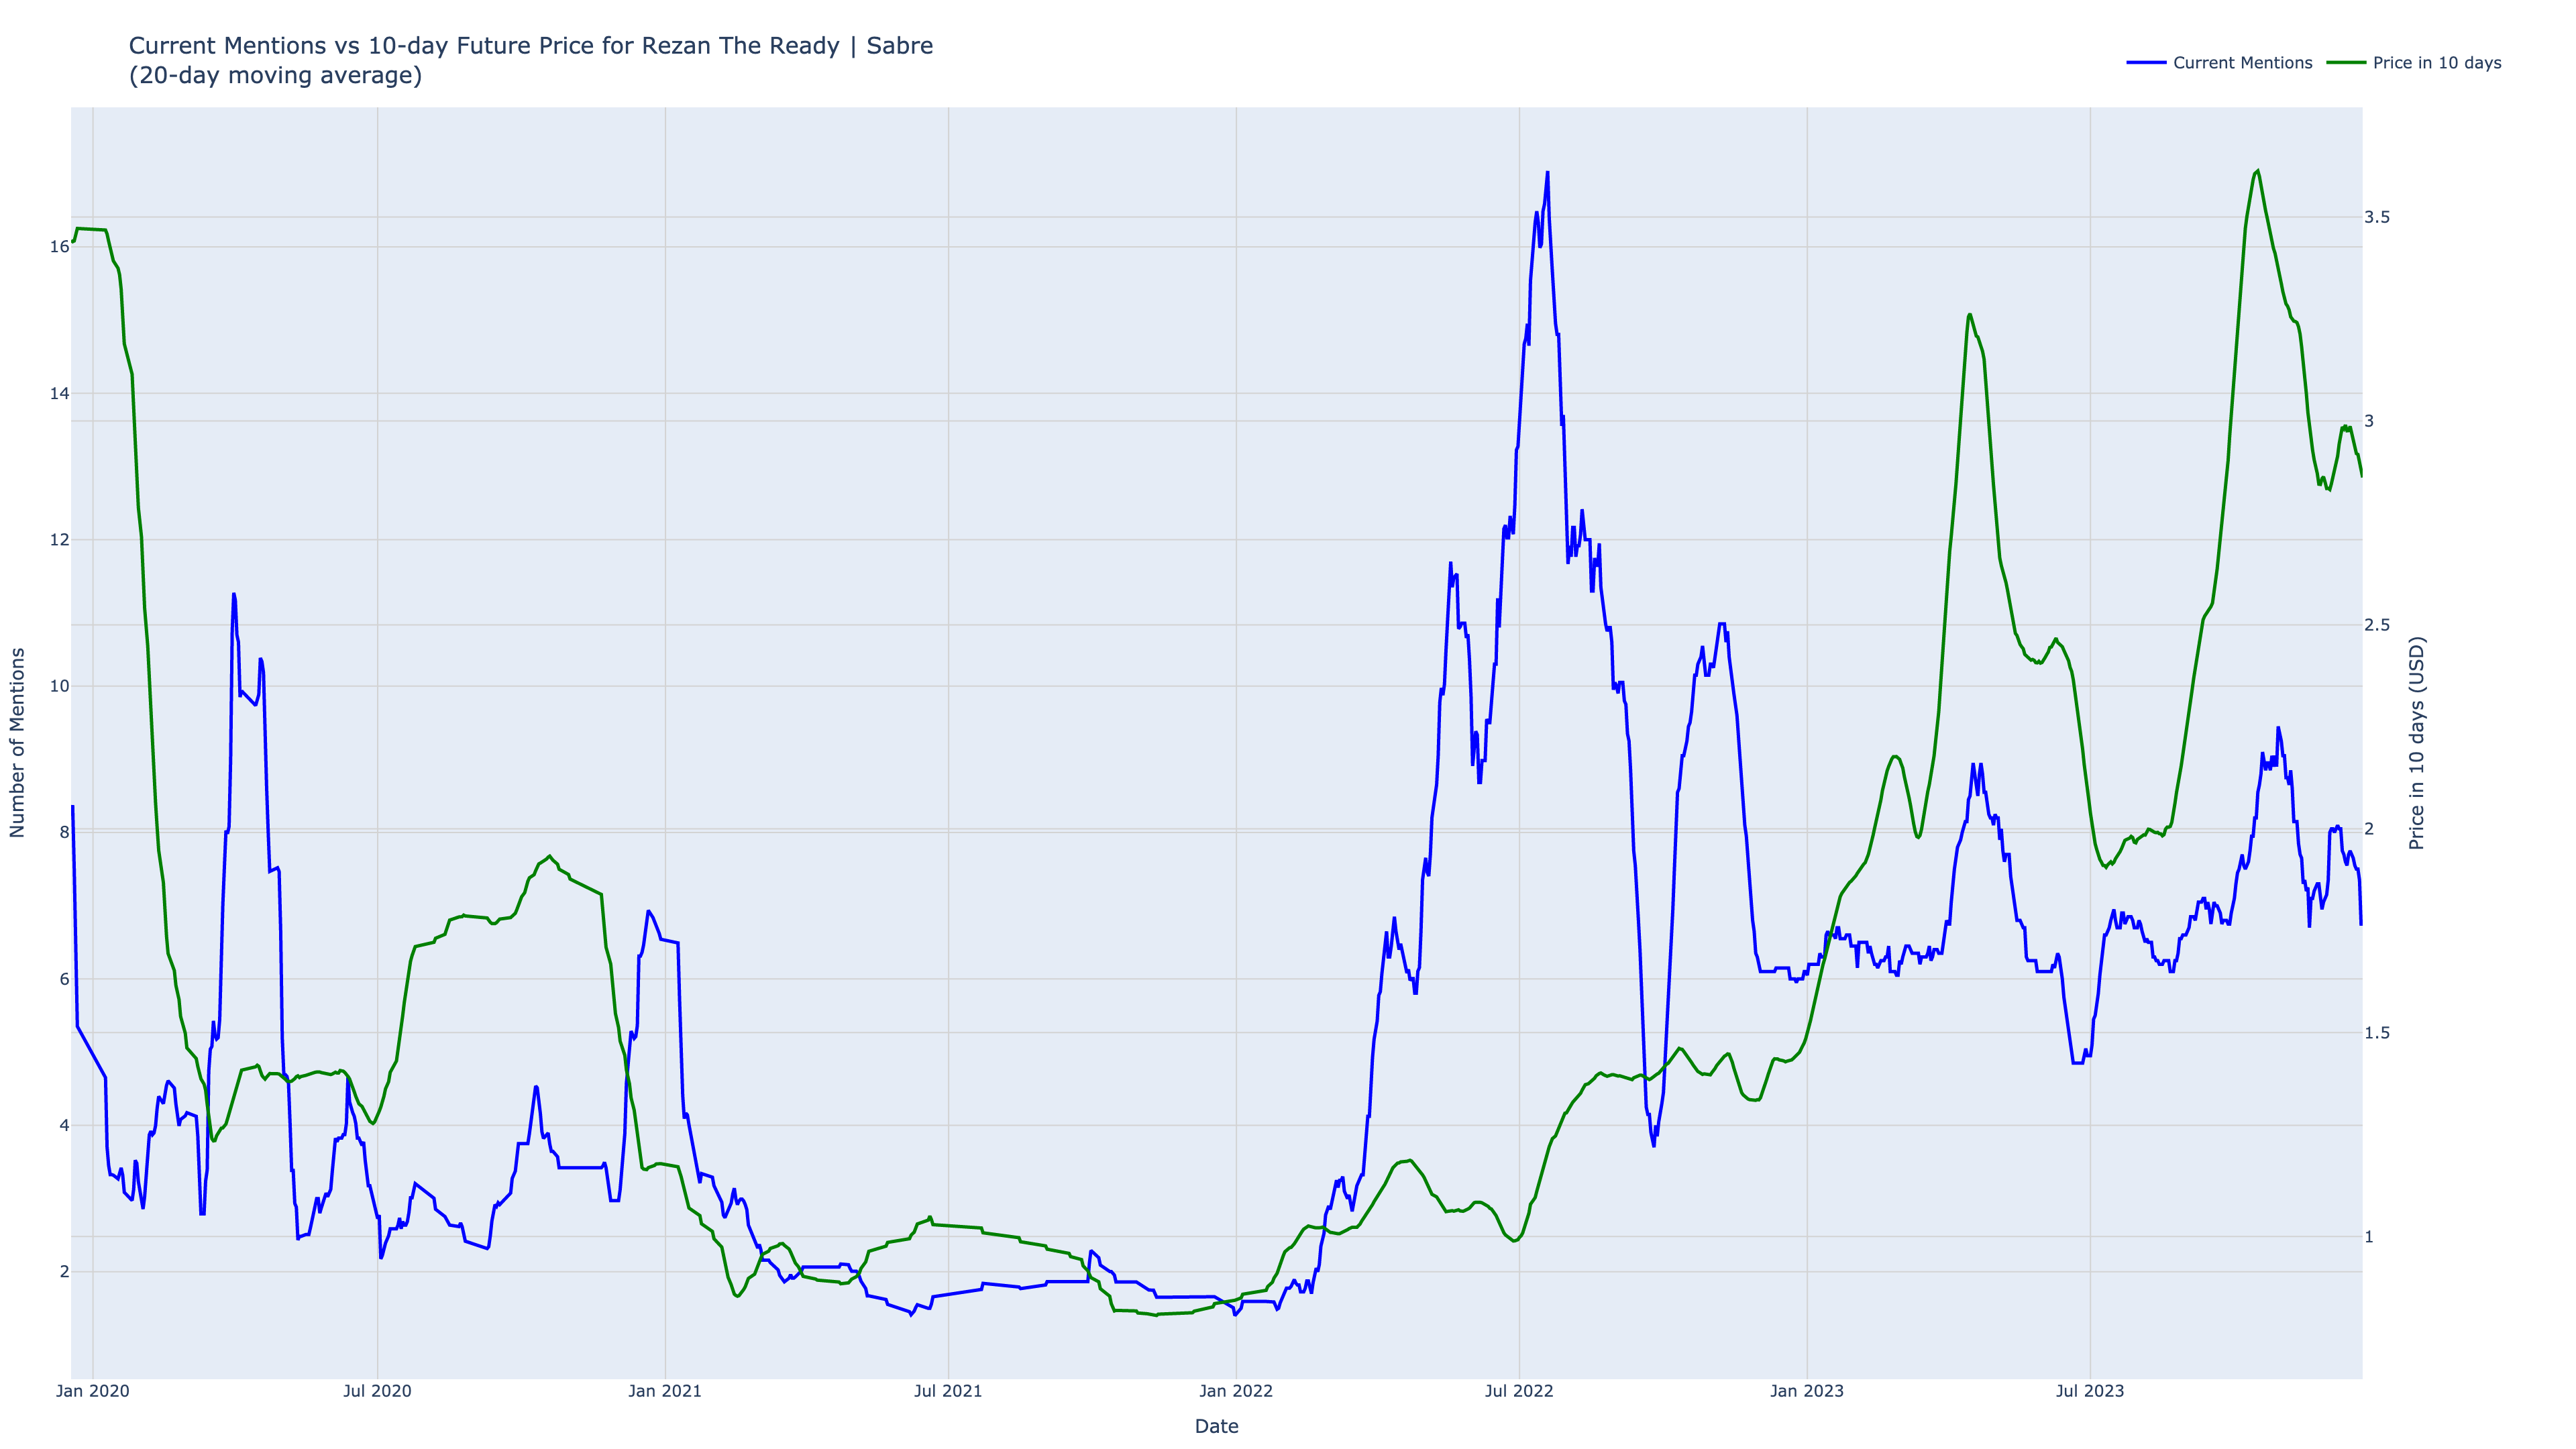 Current Mentions vs 10-day Future Price for Rezan The Ready | Sabre
(20-day moving average)
Current Mentions
Price in 10 days
Number of Mentions
16
14
12
10
8
6
4
2
3.5
3
2.5
2
1.5
1
Price in 10 days (USD)
Jan 2020
Jul 2020
Jan 2021
Jul 2021
Jan 2022
Jul 2022
Jan 2023
Jul 2023
Date